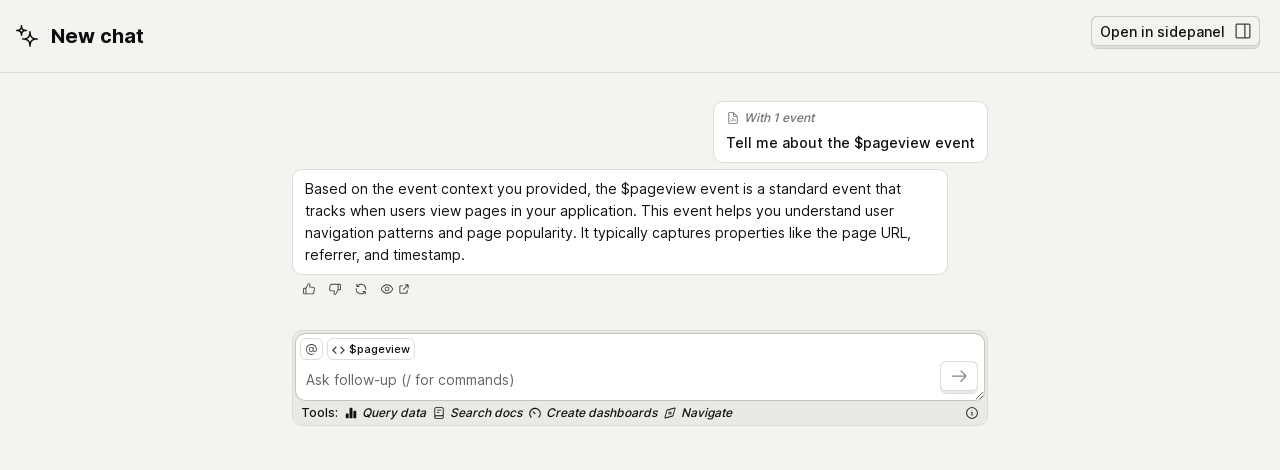 New chat
Open in sidepanel
With 1 event
Tell me about the $pageview event
Based on the event context you provided, the $pageview event is a standard event that
tracks when users view pages in your application. This event helps you understand user
navigation patterns and page popularity. It typically captures properties like the page URL,
referrer, and timestamp.
@ $pageview
Ask follow-up (/ for commands)
Tools: Query data Search docs Create dashboards Navigate